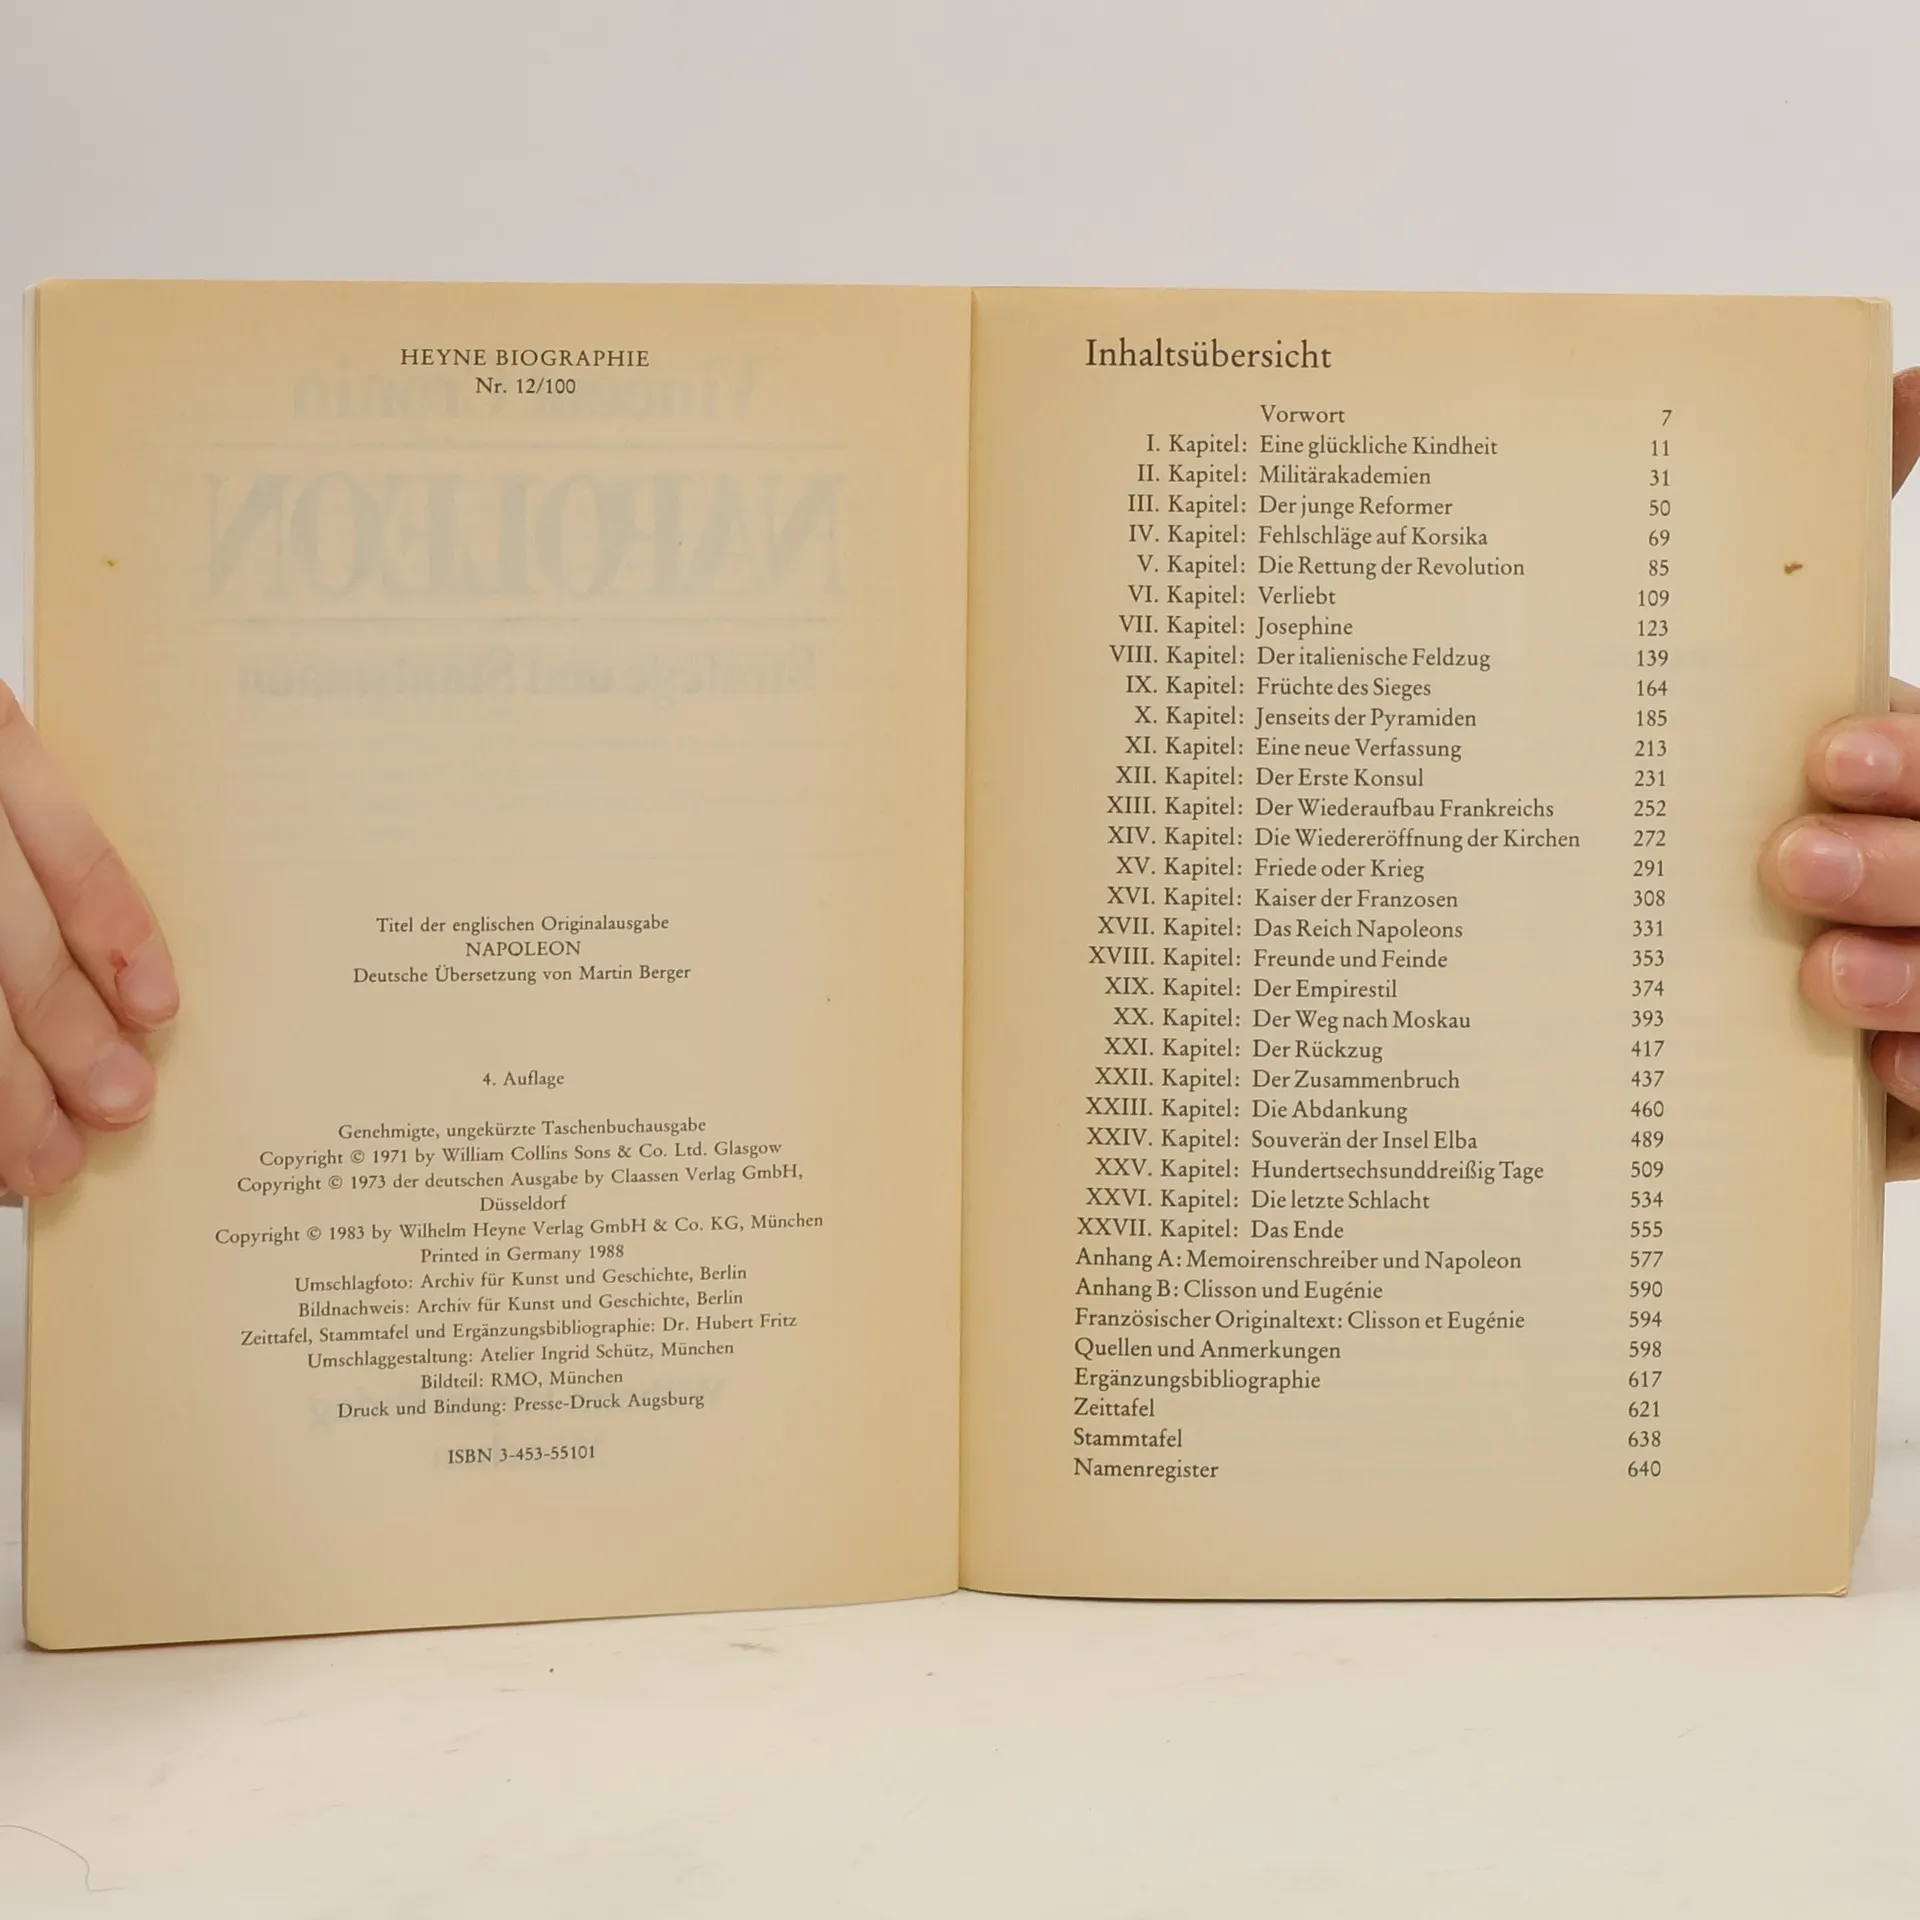 HEYNE BIOGRAPHIE
Nr. 12/100
Titel der englischen Originalausgabe
NAPOLEON
Deutsche Übersetzung von Martin Berger
4. Auflage
Genehmigte, ungekürzte Taschenbuchausgabe
Copyright © 1971 by William Collins Sons & Co. Ltd. Glasgow
Copyright © 1973 der deutschen Ausgabe by Claassen Verlag GmbH,
Düsseldorf
Copyright © 1983 by Wilhelm Heyne Verlag GmbH & Co. KG, München
Printed in Germany 1988
Umschlagfoto: Archiv für Kunst und Geschichte, Berlin
Bildnachweis: Archiv für Kunst und Geschichte, Berlin
Zeittafel, Stammtafel und Ergänzungsbibliographie: Dr. Hubert Fritz
Umschlaggestaltung: Atelier Ingrid Schütz, München
Bildteil: RMO, München
Druck und Bindung: Presse-Druck Augsburg
ISBN 3-453-55101
Inhaltsübersicht
Vorwort 7
I. Kapitel: Eine glückliche Kindheit 11
II. Kapitel: Militärakademien 31
III. Kapitel: Der junge Reformer 50
IV. Kapitel: Fehlschläge auf Korsika 69
V. Kapitel: Die Rettung der Revolution 85
VI. Kapitel: Verliebt 109
VII. Kapitel: Josephine 123
VIII. Kapitel: Der italienische Feldzug 139
IX. Kapitel: Früchte des Sieges 164
X. Kapitel: Jenseits der Pyramiden 185
XI. Kapitel: Eine neue Verfassung 213
XII. Kapitel: Der Erste Konsul 231
XIII. Kapitel: Der Wiederaufbau Frankreichs 252
XIV. Kapitel: Die Wiedereröffnung der Kirchen 272
XV. Kapitel: Friede oder Krieg 291
XVI. Kapitel: Kaiser der Franzosen 308
XVII. Kapitel: Das Reich Napoleons 331
XVIII. Kapitel: Freunde und Feinde 353
XIX. Kapitel: Der Empirestil 374
XX. Kapitel: Der Weg nach Moskau 393
XXI. Kapitel: Der Rückzug 417
XXII. Kapitel: Der Zusammenbruch 437
XXIII. Kapitel: Die Abdankung 460
XXIV. Kapitel: Souverän der Insel Elba 489
XXV. Kapitel: Hundertsechsunddreißig Tage 509
XXVI. Kapitel: Die letzte Schlacht 534
XXVII. Kapitel: Das Ende 555
Anhang A: Memoirenschreiber und Napoleon 577
Anhang B: Clisson und Eugénie 590
Französischer Originaltext: Clisson et Eugénie 594
Quellen und Anmerkungen 598
Ergänzungsbibliographie 617
Zeittafel 621
Stammtafel 638
Namenregister 640